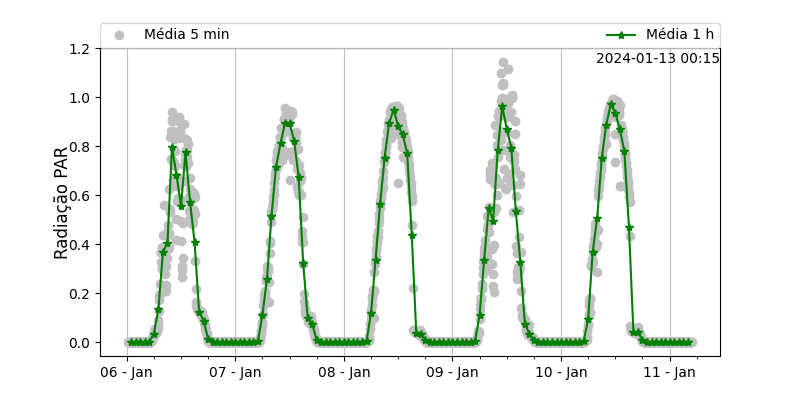 Média 5 min
Média 1 h
2024-01-13 00:15
Radiação PAR
1.2
1.0
0.8
0.6
0.4
0.2
0.0
06 - Jan
07 - Jan
08 - Jan
09 - Jan
10 - Jan
11 - Jan